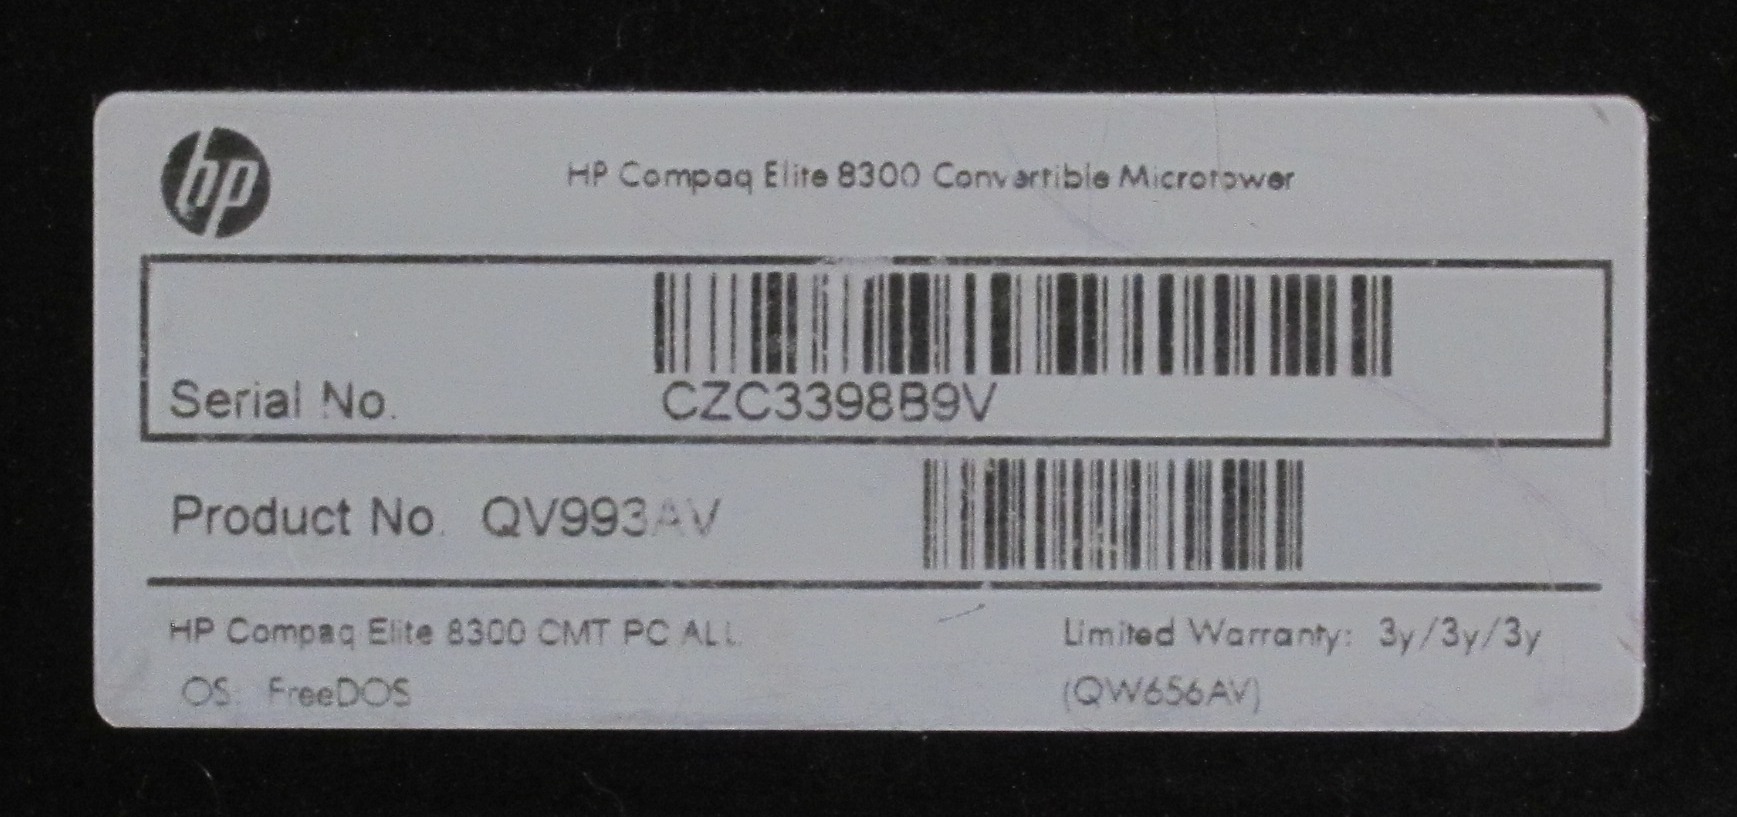 hp
HP Compaq Elite 8300 Convertible Microtower
Serial No. CZC3398B9V
Product No. QV993AV
HP Compaq Elite 8300 CMT PC ALL
Limited Warranty: 3y/3y/3y
OS: FreeDOS
(QW656AV)